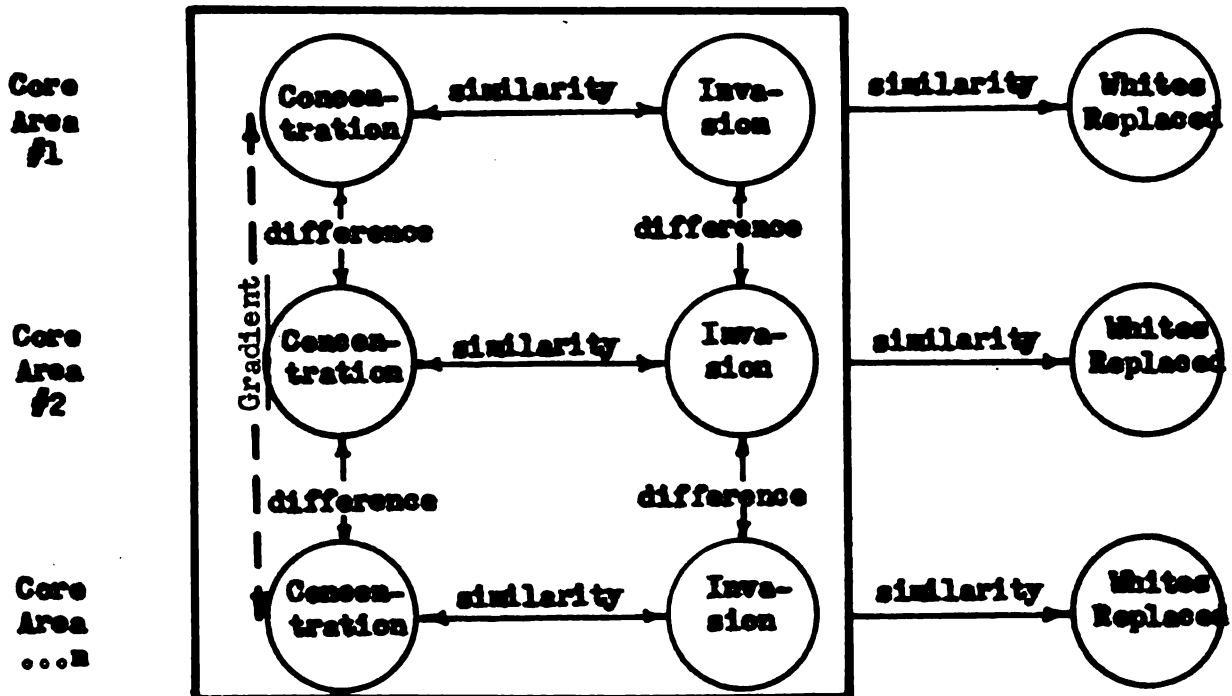 Core
Area
#1
Concen-
tration
similarity
Inva-
sion
similarity
Whites
Replaced
difference
difference
Gradient
Core
Area
#2
Concen-
tration
similarity
Inva-
sion
similarity
Whites
Replaced
difference
difference
Core
Area
...n
Concen-
tration
similarity
Inva-
sion
similarity
Whites
Replaced